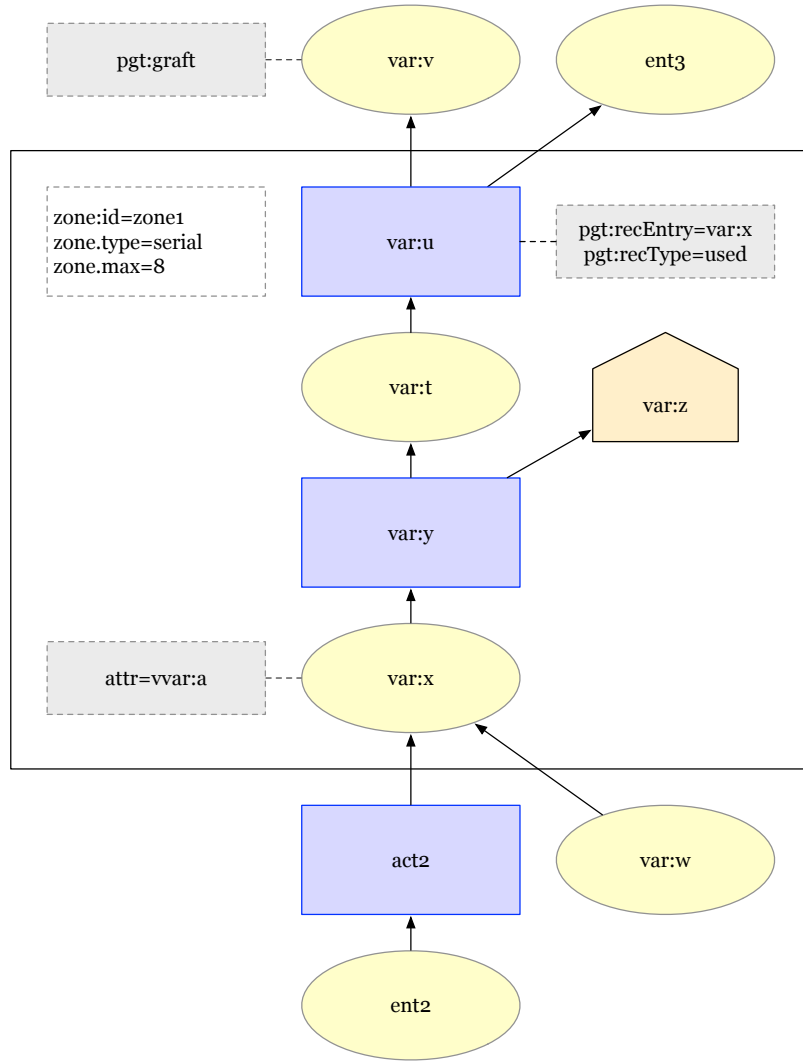 pgt:graft
var:v
ent3
zone:id=zone1
zone.type=serial
zone.max=8
var:u
pgt:recEntry=var:x
pgt:recType=used
var:t
var:z
var:y
attr=vvar:a
var:x
act2
var:w
ent2